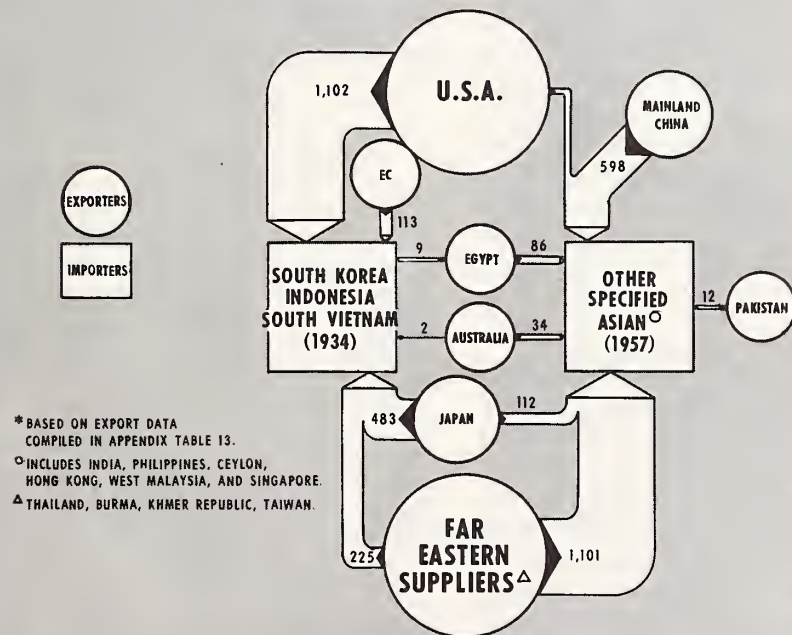 U.S.A.
1,102
MAINLAND
CHINA
598
EC
113
EXPORTERS
IMPORTERS
9
EGYPT
86
SOUTH KOREA
INDONESIA
SOUTH VIETNAM
(1934)
OTHER
SPECIFIED
ASIAN○
(1957)
12
PAKISTAN
2
AUSTRALIA
34
483
JAPAN
112
* BASED ON EXPORT DATA
COMPILED IN APPENDIX TABLE 13.
○ INCLUDES INDIA, PHILIPPINES, CEYLON,
HONG KONG, WEST MALAYSIA, AND SINGAPORE.
△ THAILAND, BURMA, KHMER REPUBLIC, TAIWAN.
225
FAR
EASTERN
SUPPLIERS△
1,101